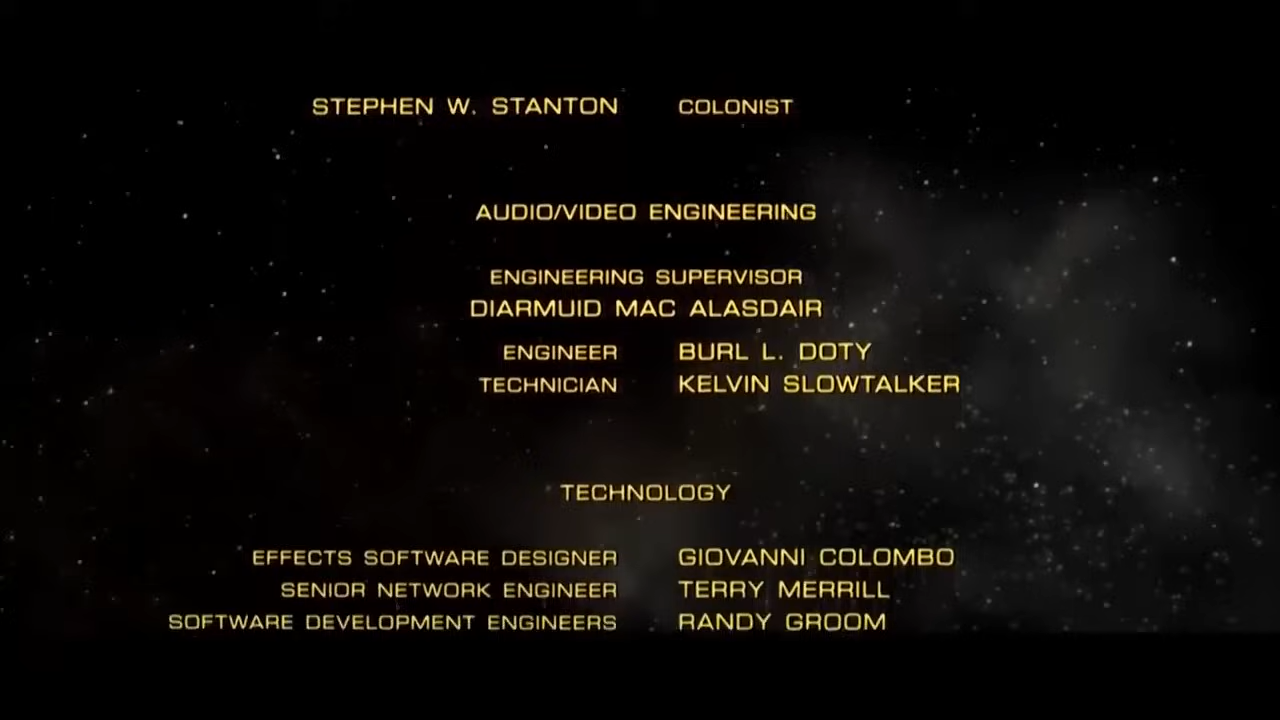 STEPHEN W. STANTON COLONIST
AUDIO/VIDEO ENGINEERING
ENGINEERING SUPERVISOR
DIARMUID MAC ALASDAIR
ENGINEER BURL L. DOTY
TECHNICIAN KELVIN SLOWTALKER
TECHNOLOGY
EFFECTS SOFTWARE DESIGNER GIOVANNI COLOMBO
SENIOR NETWORK ENGINEER TERRY MERRILL
SOFTWARE DEVELOPMENT ENGINEERS RANDY GROOM